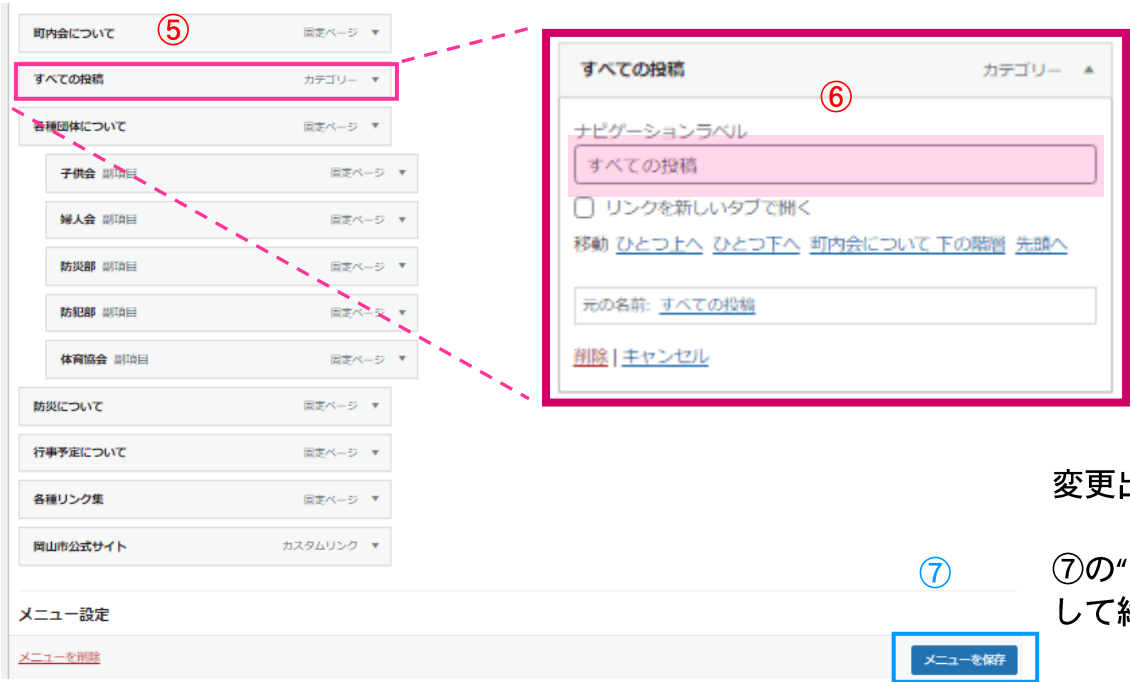 町内会について ⑤ 固定ページ ▼
すべての投稿 カテゴリー ▼
各種団体について 固定ページ ▼
子供会 副項目 固定ページ ▼
婦人会 副項目 固定ページ ▼
防災部 副項目 固定ページ ▼
防犯部 副項目 固定ページ ▼
体育協会 副項目 固定ページ ▼
防災について 固定ページ ▼
行事予定について 固定ページ ▼
各種リンク集 固定ページ ▼
岡山市公式サイト カスタムリンク ▼
メニュー設定
メニューを削除
すべての投稿 カテゴリー ▲
⑥
ナビゲーションラベル
すべての投稿
リンクを新しいタブで開く
移動 ひとつ上へ ひとつ下へ 町内会について 下の階層 先頭へ
元の名前: すべての投稿
削除 | キャンセル
変更
⑦の“
して
⑦
メニューを保存